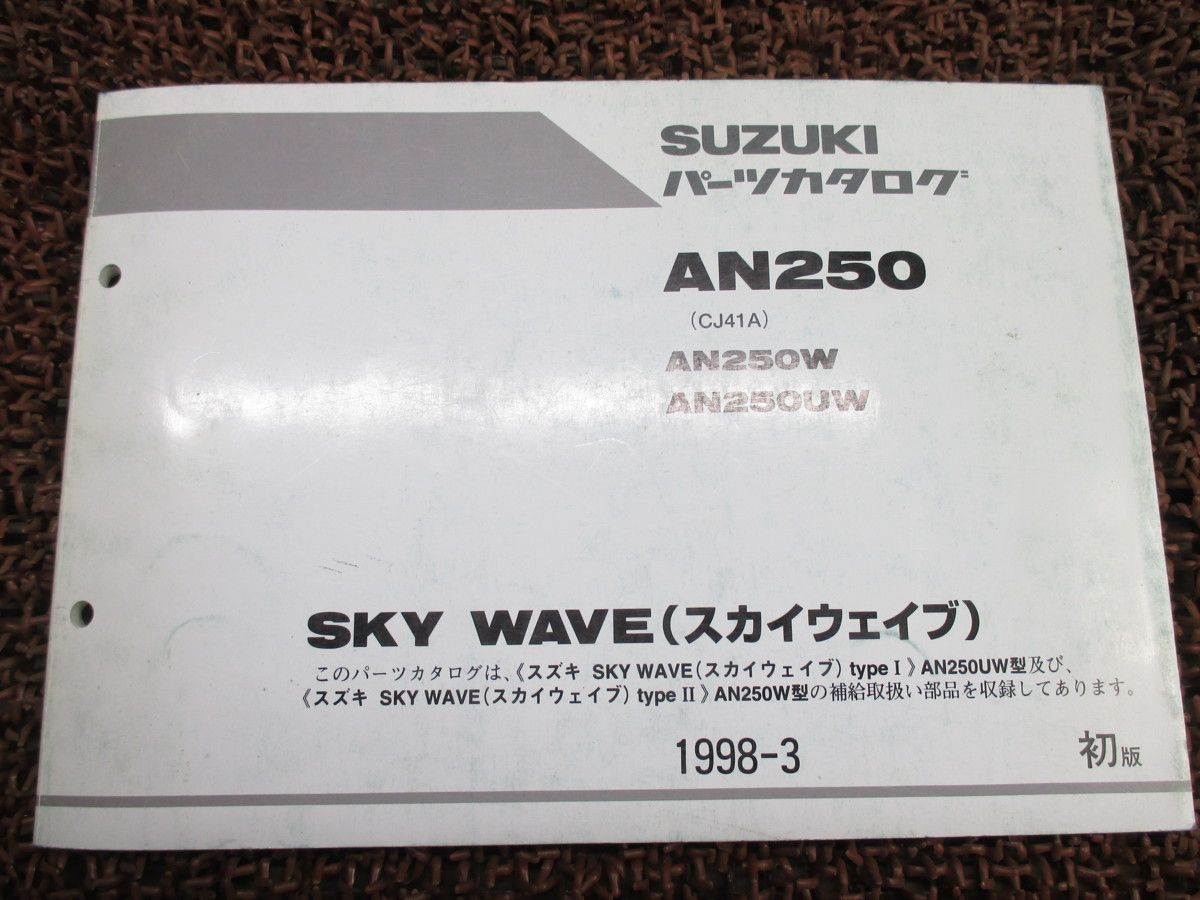 SUZUKI
パーツカタログ
AN250
(CJ41A)
AN250W
AN250UW
SKY WAVE(スカイウェイブ)
このパーツカタログは、《スズキ SKY WAVE(スカイウェイブ) type I》AN250UW型及び、
《スズキ SKY WAVE(スカイウェイブ) type II》AN250W型の補給取扱い部品を収録してあります。
1998-3
初版